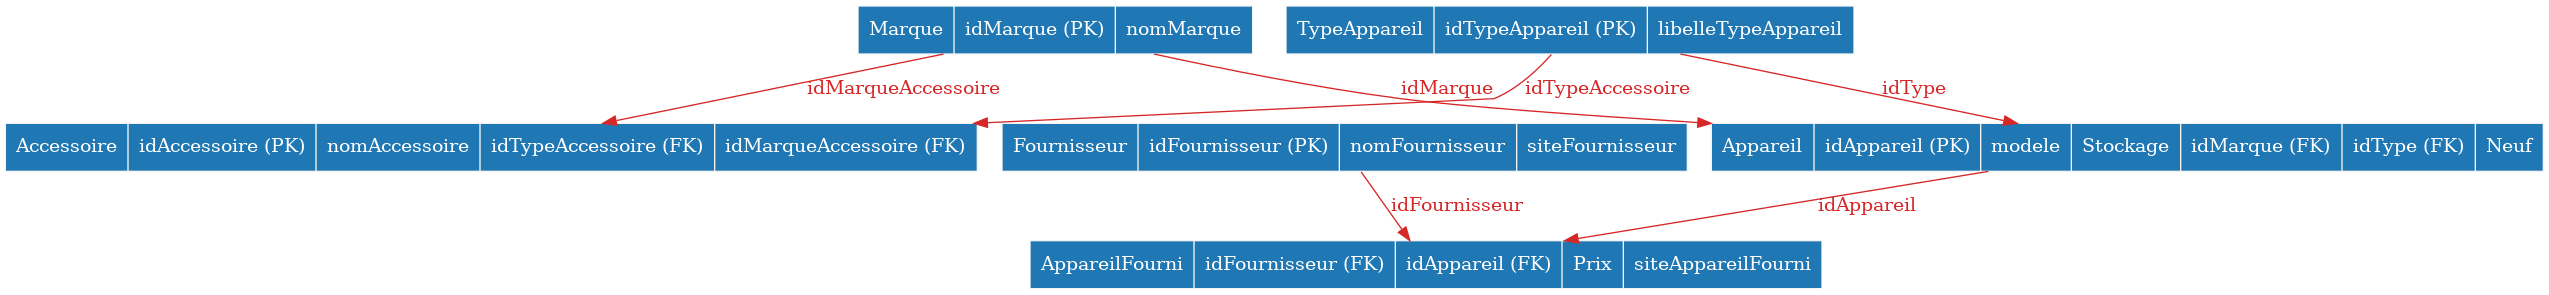 Marque idMarque (PK) nomMarque
TypeAppareil idTypeAppareil (PK) libelleTypeAppareil
idMarqueAccessoire
idMarque
idTypeAccessoire
idType
Accessoire idAccessoire (PK) nomAccessoire idTypeAccessoire (FK) idMarqueAccessoire (FK)
Fournisseur idFournisseur (PK) nomFournisseur siteFournisseur
Appareil idAppareil (PK) modele Stockage idMarque (FK) idType (FK) Neuf
idFournisseur
idAppareil
AppareilFourni idFournisseur (FK) idAppareil (FK) Prix siteAppareilFourni